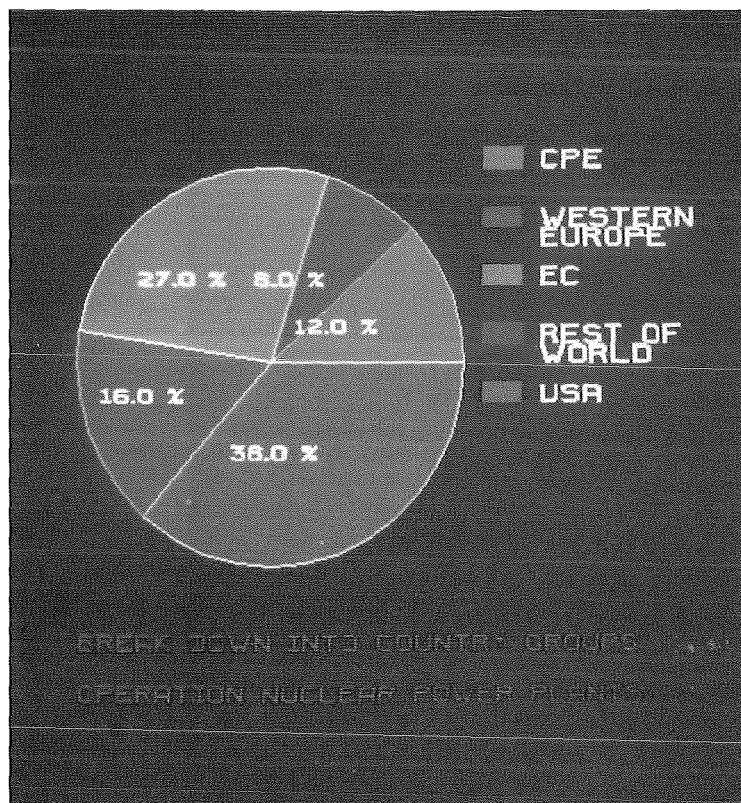 CPE
WESTERN
EUROPE
27.0 % 8.0 %
EC
12.0 %
REST OF
WORLD
16.0 %
USA
36.0 %
BREAK DOWN INTO COUNTRY GROUPS
OPERATION NUCLEAR POWER PLANTS